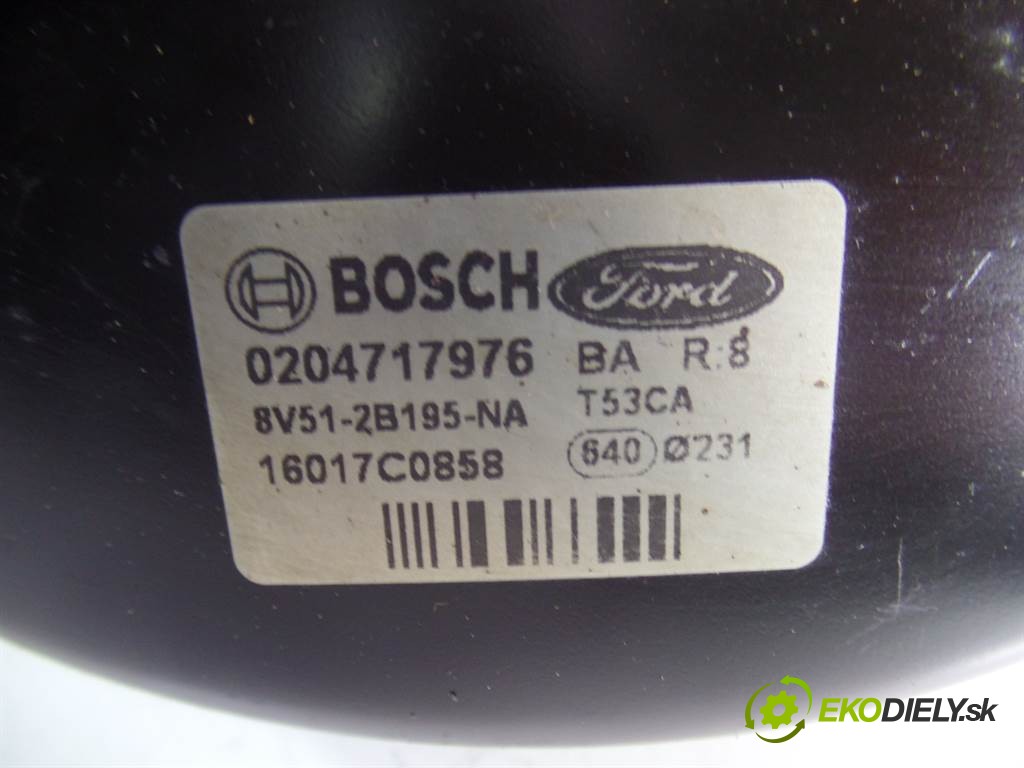 BOSCH Ford
0204717976 BA R:8
8V51-2B195-NA T53CA
16017C0858 640 Ø231
EKODIELY.sk